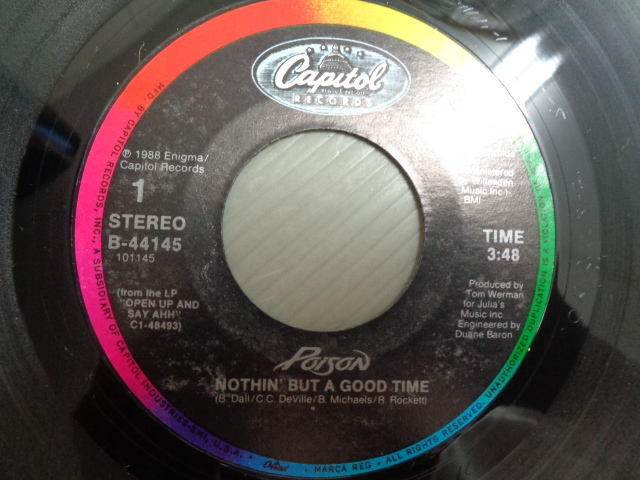 Capitol
RECORDS
℗ 1988 Enigma/
Capitol Records
1
STEREO
B-44145
101145
(from the LP
"OPEN UP AND
SAY AHH"
C1-48493)
Music Inc.)-
BMI
TIME
3:48
Produced by
Tom Werman
for Julia's
Music Inc
Engineered by
Duane Baron
POISON
NOTHIN' BUT A GOOD TIME
(B. Dall/C.C. DeVille/B. Michaels/R. Rockett)
MFD. BY CAPITOL RECORDS, INC., A SUBSIDIARY OF CAPITOL INDUSTRIES-EMI, U.S.A.
Capitol
MARCA REG. • ALL RIGHTS RESERVED. UNAUTHORIZED DUPLICATION IS A VIOLATION